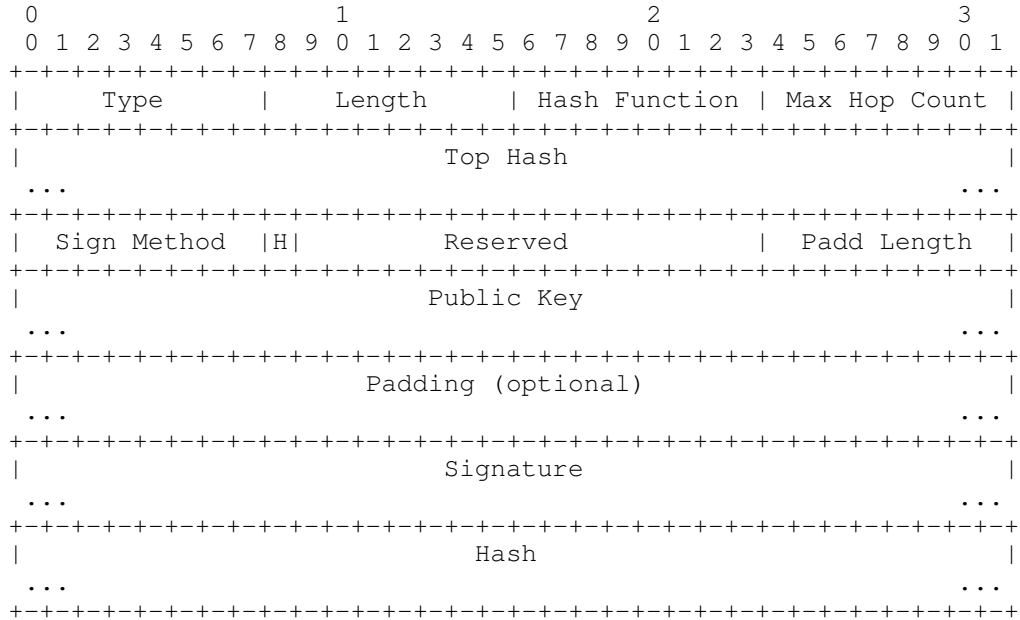 0                   1                   2                   3
 0 1 2 3 4 5 6 7 8 9 0 1 2 3 4 5 6 7 8 9 0 1 2 3 4 5 6 7 8 9 0 1
+-+-+-+-+-+-+-+-+-+-+-+-+-+-+-+-+-+-+-+-+-+-+-+-+-+-+-+-+-+-+-+-+
|     Type      |    Length     | Hash Function | Max Hop Count |
+-+-+-+-+-+-+-+-+-+-+-+-+-+-+-+-+-+-+-+-+-+-+-+-+-+-+-+-+-+-+-+-+
|                           Top Hash                            |
 ...                                                         ...
+-+-+-+-+-+-+-+-+-+-+-+-+-+-+-+-+-+-+-+-+-+-+-+-+-+-+-+-+-+-+-+-+
|  Sign Method  |H|         Reserved            |  Padd Length  |
+-+-+-+-+-+-+-+-+-+-+-+-+-+-+-+-+-+-+-+-+-+-+-+-+-+-+-+-+-+-+-+-+
|                          Public Key                           |
 ...                                                         ...
+-+-+-+-+-+-+-+-+-+-+-+-+-+-+-+-+-+-+-+-+-+-+-+-+-+-+-+-+-+-+-+-+
|                      Padding (optional)                       |
 ...                                                         ...
+-+-+-+-+-+-+-+-+-+-+-+-+-+-+-+-+-+-+-+-+-+-+-+-+-+-+-+-+-+-+-+-+
|                           Signature                           |
 ...                                                         ...
+-+-+-+-+-+-+-+-+-+-+-+-+-+-+-+-+-+-+-+-+-+-+-+-+-+-+-+-+-+-+-+-+
|                             Hash                              |
 ...                                                         ...
+-+-+-+-+-+-+-+-+-+-+-+-+-+-+-+-+-+-+-+-+-+-+-+-+-+-+-+-+-+-+-+-+